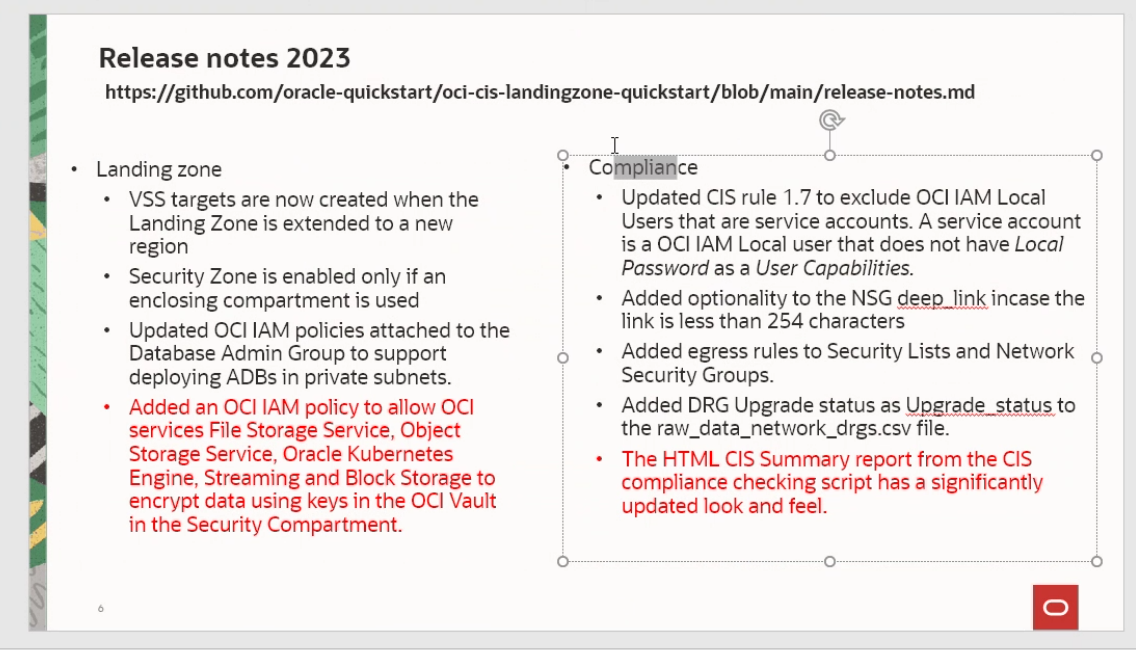 Release notes 2023
https://github.com/oracle-quickstart/oci-cis-landingzone-quickstart/blob/main/release-notes.md
• Landing zone
• VSS targets are now created when the
Landing Zone is extended to a new
region
• Security Zone is enabled only if an
enclosing compartment is used
• Updated OCI IAM policies attached to the
Database Admin Group to support
deploying ADBs in private subnets.
• Added an OCI IAM policy to allow OCI
services File Storage Service, Object
Storage Service, Oracle Kubernetes
Engine, Streaming and Block Storage to
encrypt data using keys in the OCI Vault
in the Security Compartment.
• Compliance
• Updated CIS rule 1.7 to exclude OCI IAM Local
Users that are service accounts. A service account
is a OCI IAM Local user that does not have Local
Password as a User Capabilities.
• Added optionality to the NSG deep_link incase the
link is less than 254 characters
• Added egress rules to Security Lists and Network
Security Groups.
• Added DRG Upgrade status as Upgrade_status to
the raw_data_network_drgs.csv file.
• The HTML CIS Summary report from the CIS
compliance checking script has a significantly
updated look and feel.
6